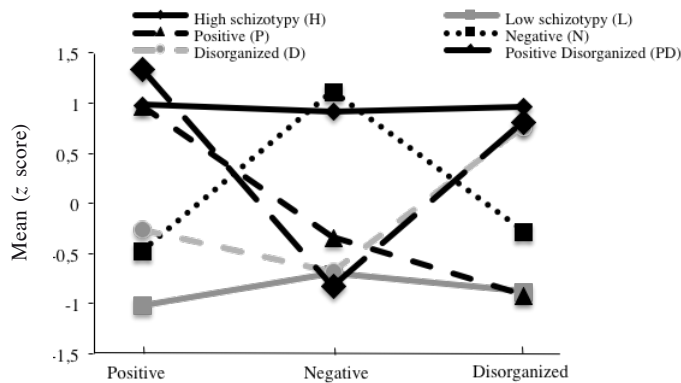 High schizotypy (H)
Low schizotypy (L)
Positive (P)
Negative (N)
Disorganized (D)
Positive Disorganized (PD)
Mean (z score)
1,5
1
0,5
0
-0,5
-1
-1,5
Positive
Negative
Disorganized